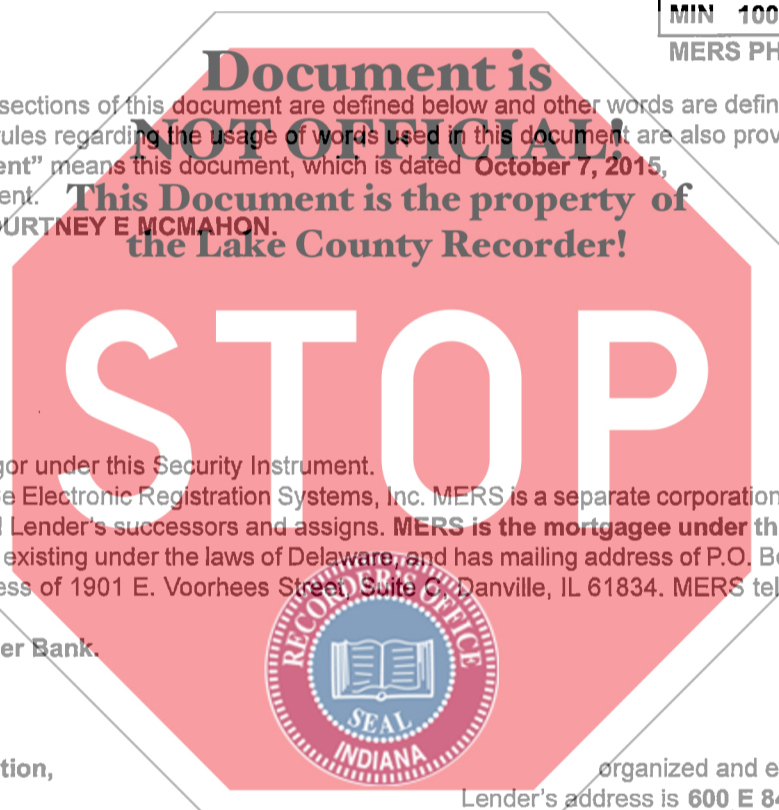 MIN 100
MERS PH
Document is
sections of this document are defined below and other words are defin
ules regarding the usage of words used in this document are also prov
NOT OFFICIAL!
ent” means this document, which is dated October 7, 2015,
ent.
This Document is the property of
OURTNEY E MCMAHON.
the Lake County Recorder!
STOP
gor under this Security Instrument.
e Electronic Registration Systems, Inc. MERS is a separate corporation
Lender's successors and assigns. MERS is the mortgagee under th
existing under the laws of Delaware, and has mailing address of P.O. B
ess of 1901 E. Voorhees Street, Suite C, Danville, IL 61834. MERS tel
er Bank.
RECORDER'S OFFICE
SEAL
INDIANA
tion,
organized and e
Lender's address is 600 E 8